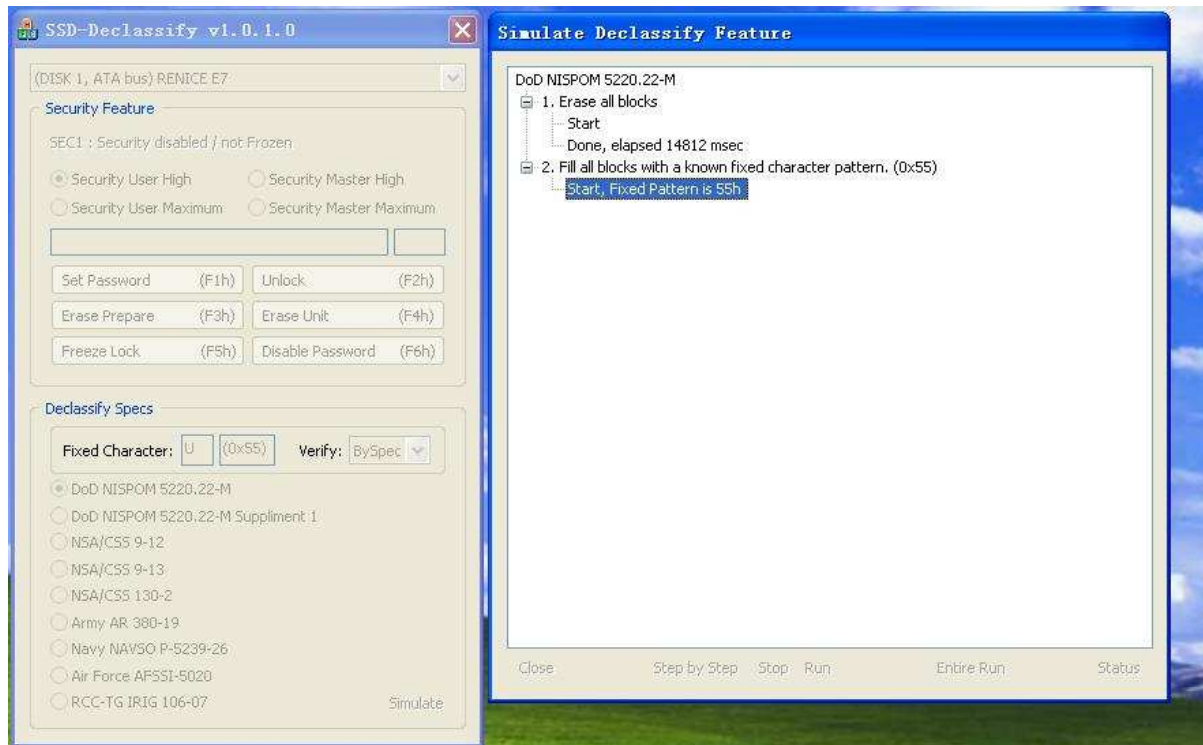 SSD-Declassify v1.0.1.0
(DISK 1, ATA bus) RENICE E7
Security Feature
SEC1 : Security disabled / not Frozen
Security User High Security Master High
Security User Maximum Security Master Maximum
Set Password (F1h) Unlock (F2h)
Erase Prepare (F3h) Erase Unit (F4h)
Freeze Lock (F5h) Disable Password (F6h)
Declassify Specs
Fixed Character: U (0x55) Verify: BySpec
DoD NISPOM 5220.22-M
DoD NISPOM 5220.22-M Suppliment 1
NSA/CSS 9-12
NSA/CSS 9-13
NSA/CSS 130-2
Army AR 380-19
Navy NAVSO P-5239-26
Air Force AFSSI-5020
RCC-TG IRIG 106-07 Simulate
Simulate Declassify Feature
DoD NISPOM 5220.22-M
1. Erase all blocks
Start
Done, elapsed 14812 msec
2. Fill all blocks with a known fixed character pattern. (0x55)
Start, Fixed Pattern is 55h
Close Step by Step Stop Run Entire Run Status